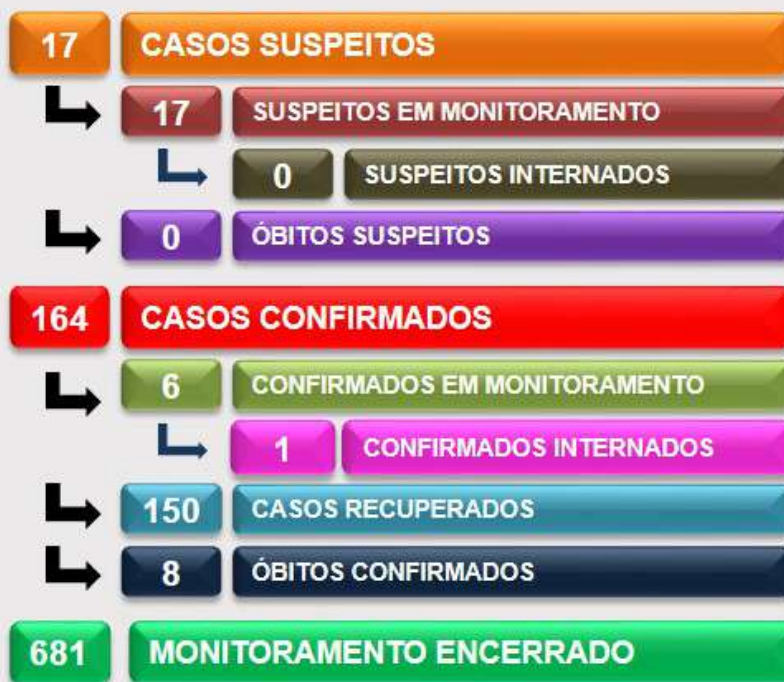 17 CASOS SUSPEITOS
17 SUSPEITOS EM MONITORAMENTO
0 SUSPEITOS INTERNADOS
0 ÓBITOS SUSPEITOS
164 CASOS CONFIRMADOS
6 CONFIRMADOS EM MONITORAMENTO
1 CONFIRMADOS INTERNADOS
150 CASOS RECUPERADOS
8 ÓBITOS CONFIRMADOS
681 MONITORAMENTO ENCERRADO